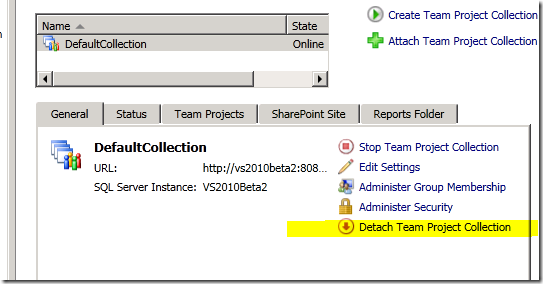 Name State
DefaultCollection Online
Create Team Project Collection
Attach Team Project Collection
General Status Team Projects SharePoint Site Reports Folder
DefaultCollection
URL: http://vs2010beta2:808...
SQL Server Instance: VS2010Beta2
Stop Team Project Collection
Edit Settings
Administer Group Membership
Administer Security
Detach Team Project Collection